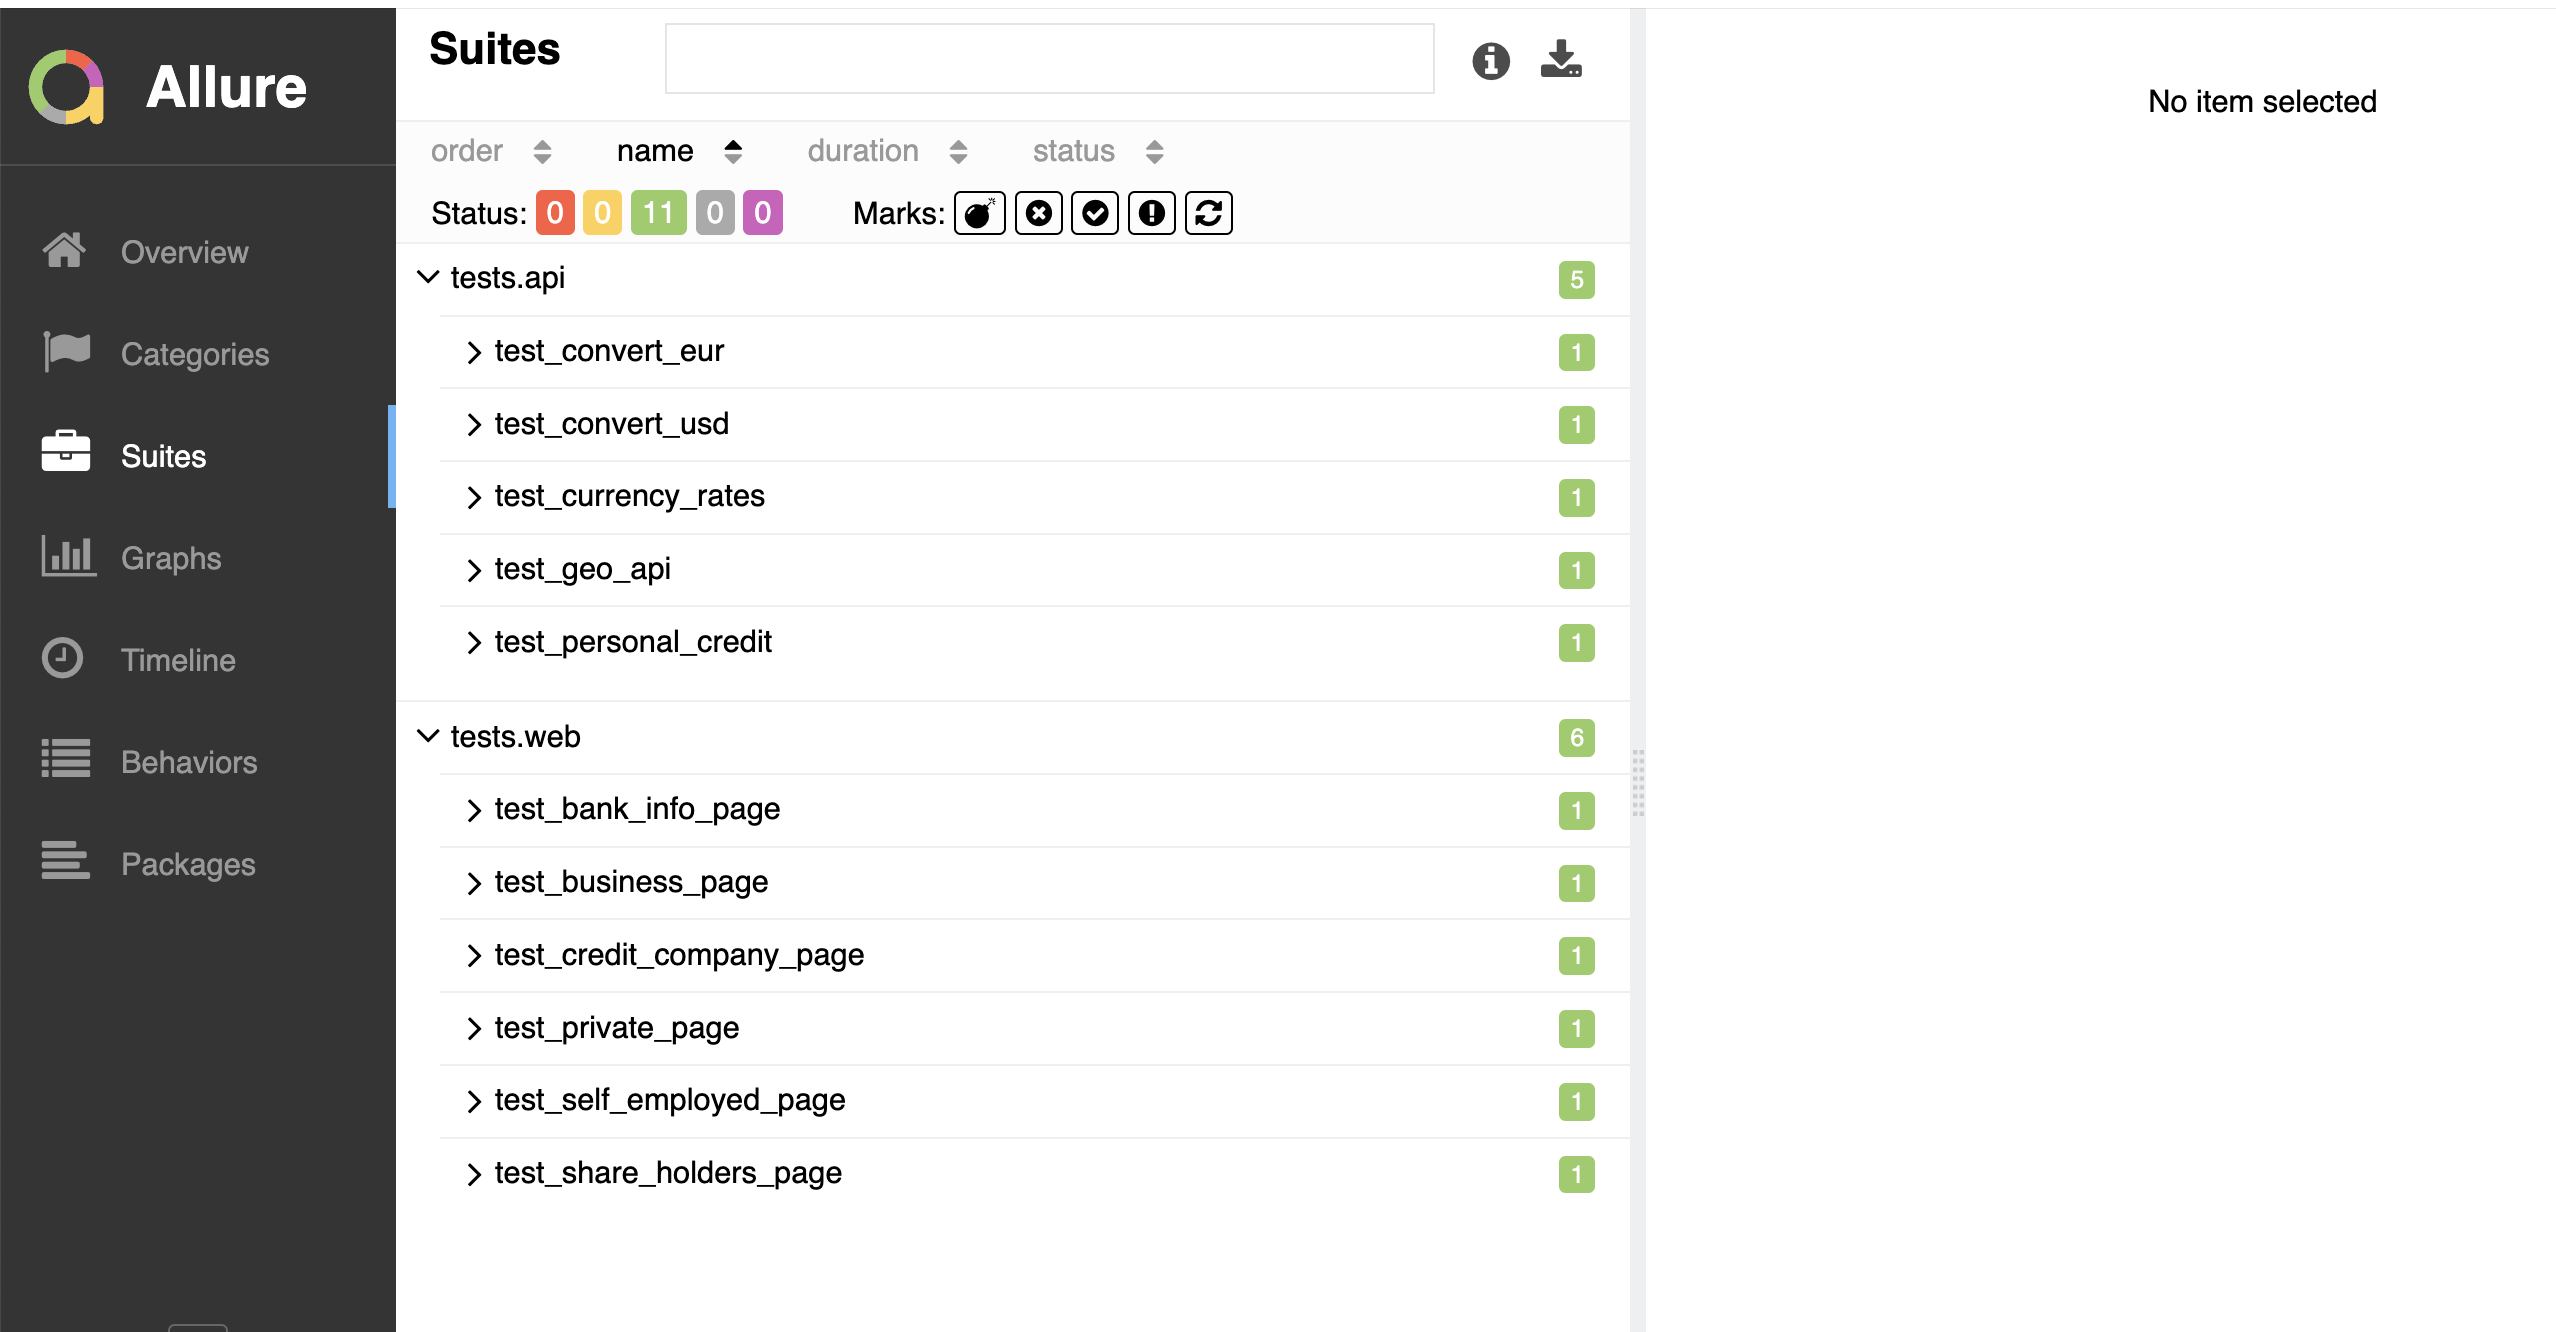 Allure
Overview
Categories
Suites
Graphs
Timeline
Behaviors
Packages
Suites
order name duration status
Status: 0 0 11 0 0 Marks:
tests.api 5
test_convert_eur 1
test_convert_usd 1
test_currency_rates 1
test_geo_api 1
test_personal_credit 1
tests.web 6
test_bank_info_page 1
test_business_page 1
test_credit_company_page 1
test_private_page 1
test_self_employed_page 1
test_share_holders_page 1
No item selected